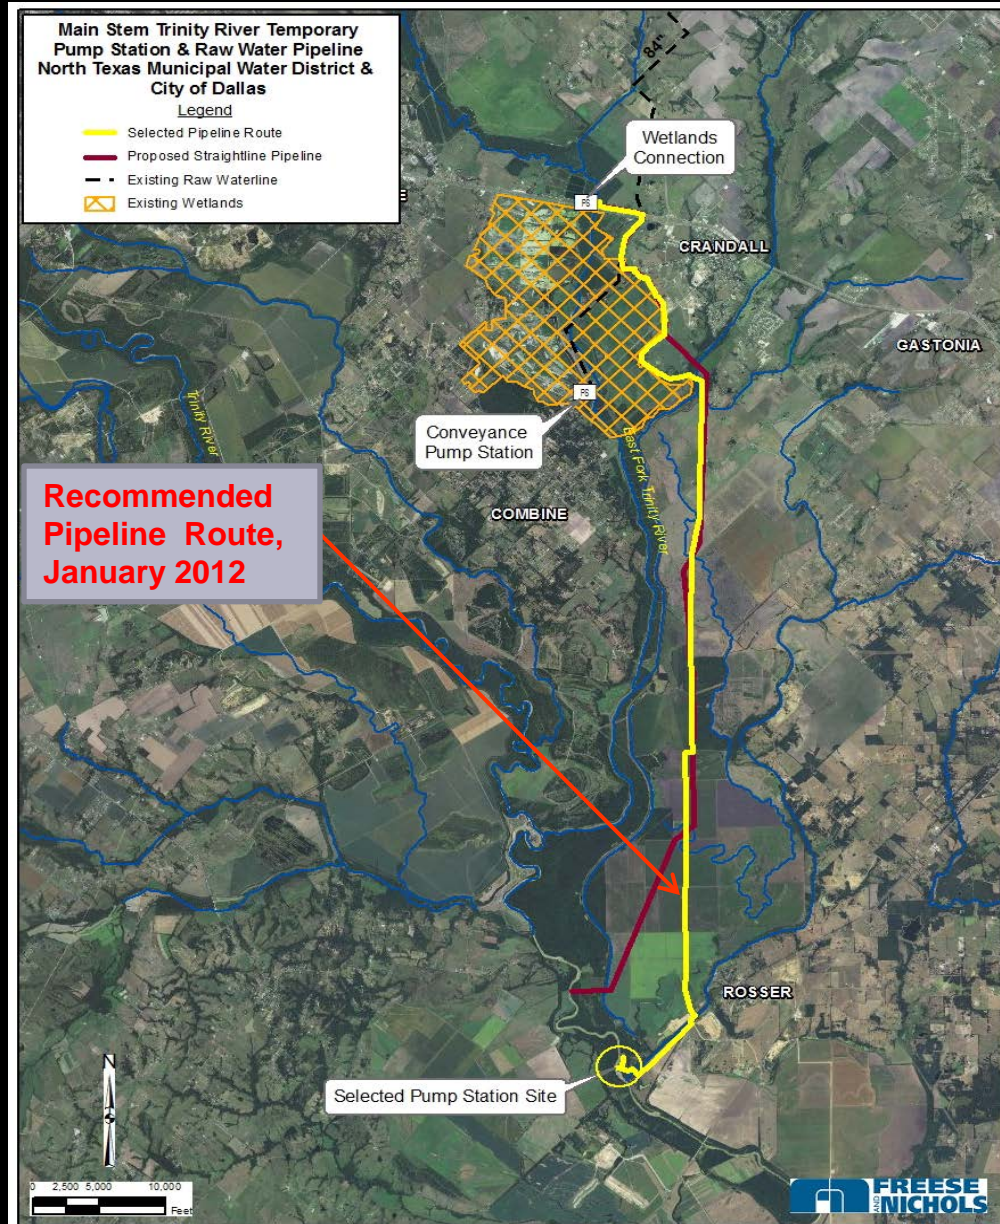 Main Stem Trinity River Temporary
Pump Station & Raw Water Pipeline
North Texas Municipal Water District &
City of Dallas
Legend
Selected Pipeline Route
Proposed Straightline Pipeline
Existing Raw Waterline
Existing Wetlands
84"
Wetlands
Connection
PS
E
CRANDALL
GASTONIA
Trinity River
PS
Conveyance
Pump Station
East Fork Trinity River
Recommended
Pipeline Route,
January 2012
COMBINE
ROSSER
Selected Pump Station Site
N
0 2,500 5,000 10,000
Feet
FREESE
AND
NICHOLS